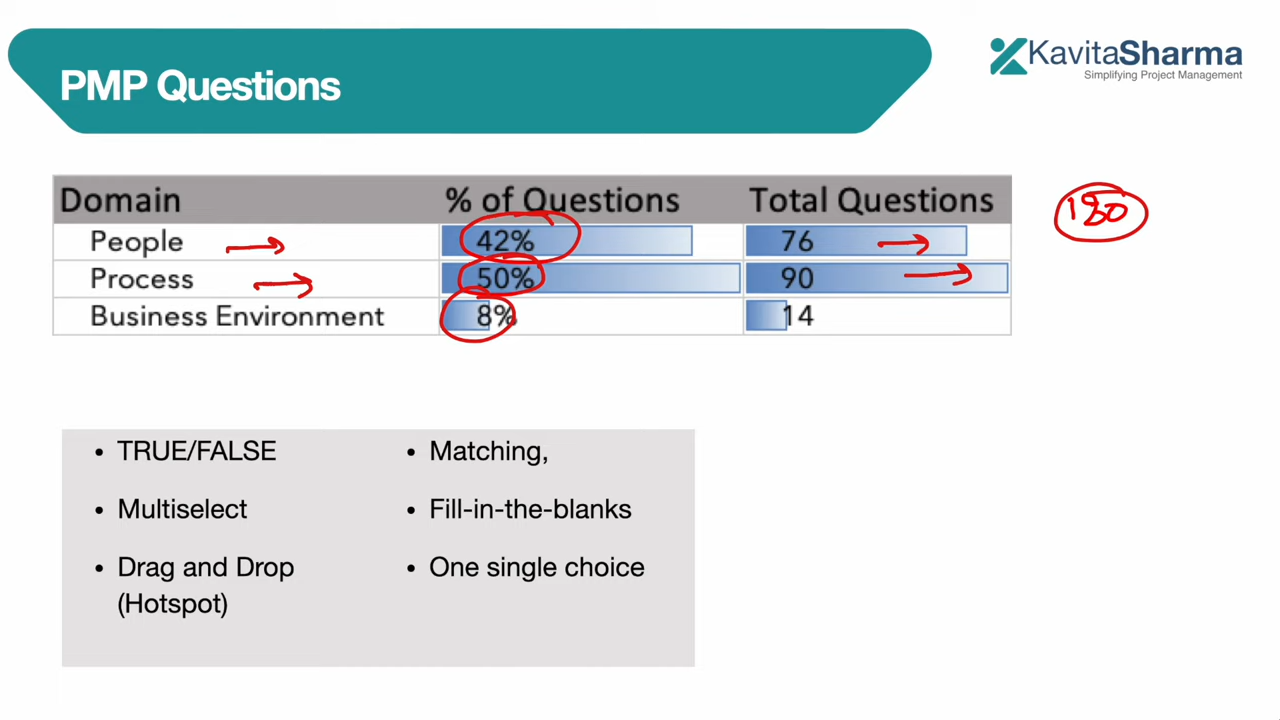 PMP Questions
KavitaSharma
Simplifying Project Management
Domain % of Questions Total Questions
180
People 42% 76
Process 50% 90
Business Environment 8% 14
• TRUE/FALSE
• Multiselect
• Drag and Drop
(Hotspot)
• Matching,
• Fill-in-the-blanks
• One single choice